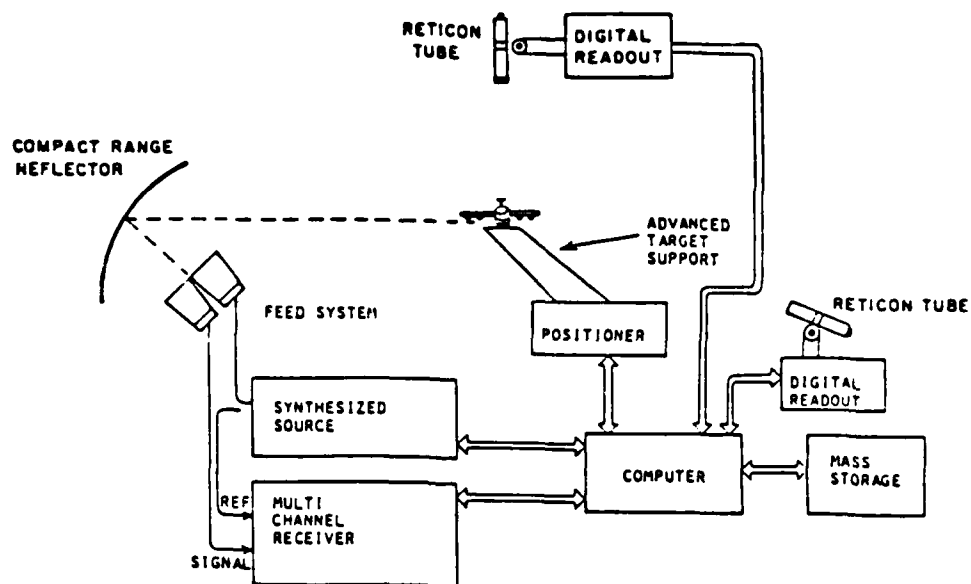 RETICON
TUBE
DIGITAL
READOUT
COMPACT RANGE
REFLECTOR
ADVANCED
TARGET
SUPPORT
FEED SYSTEM
POSITIONER
RETICON TUBE
DIGITAL
READOUT
SYNTHESIZED
SOURCE
COMPUTER
MASS
STORAGE
REF
MULTI
CHANNEL
RECEIVER
SIGNAL